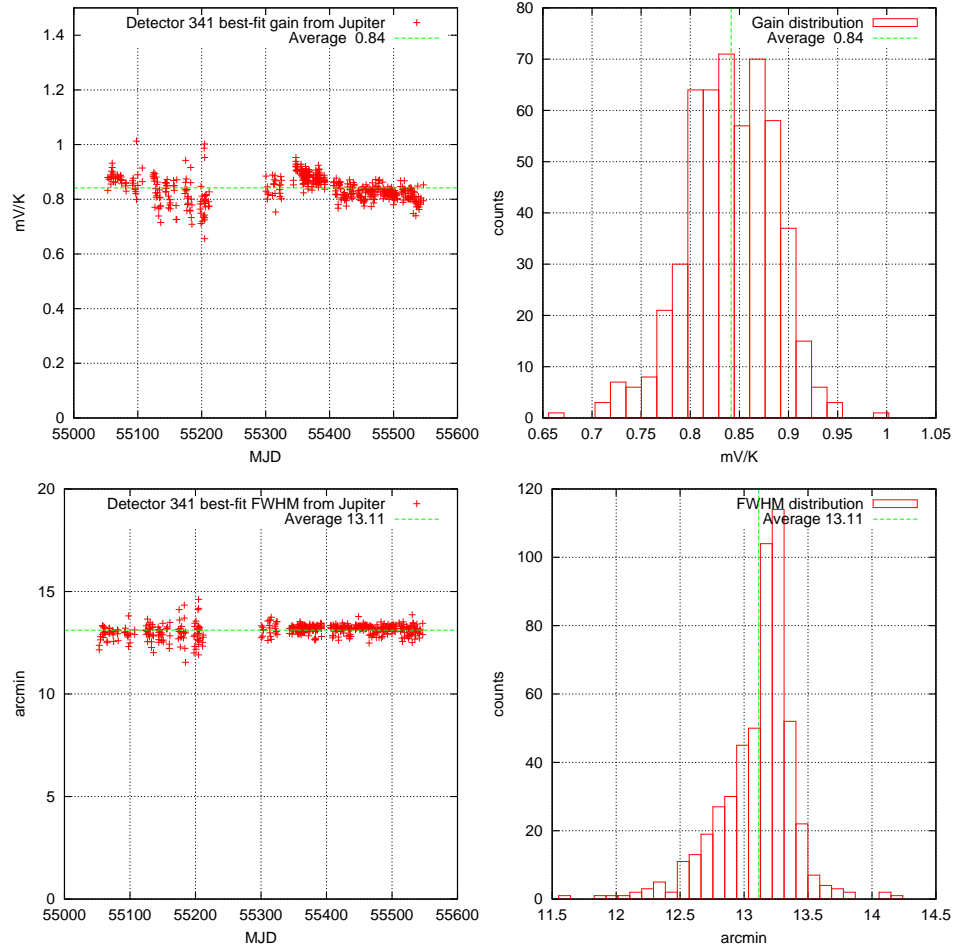 Detector 341 best-fit gain from Jupiter
Average 0.84
1.4
1.2
1
0.8
0.6
0.4
0.2
0
mV/K
55000 55100 55200 55300 55400 55500 55600
MJD
Gain distribution
Average 0.84
80
70
60
50
40
30
20
10
0
counts
0.65 0.7 0.75 0.8 0.85 0.9 0.95 1 1.05
mV/K
Detector 341 best-fit FWHM from Jupiter
Average 13.11
20
15
10
5
0
arcmin
55000 55100 55200 55300 55400 55500 55600
MJD
FWHM distribution
Average 13.11
120
100
80
60
40
20
0
counts
11.5 12 12.5 13 13.5 14 14.5
arcmin